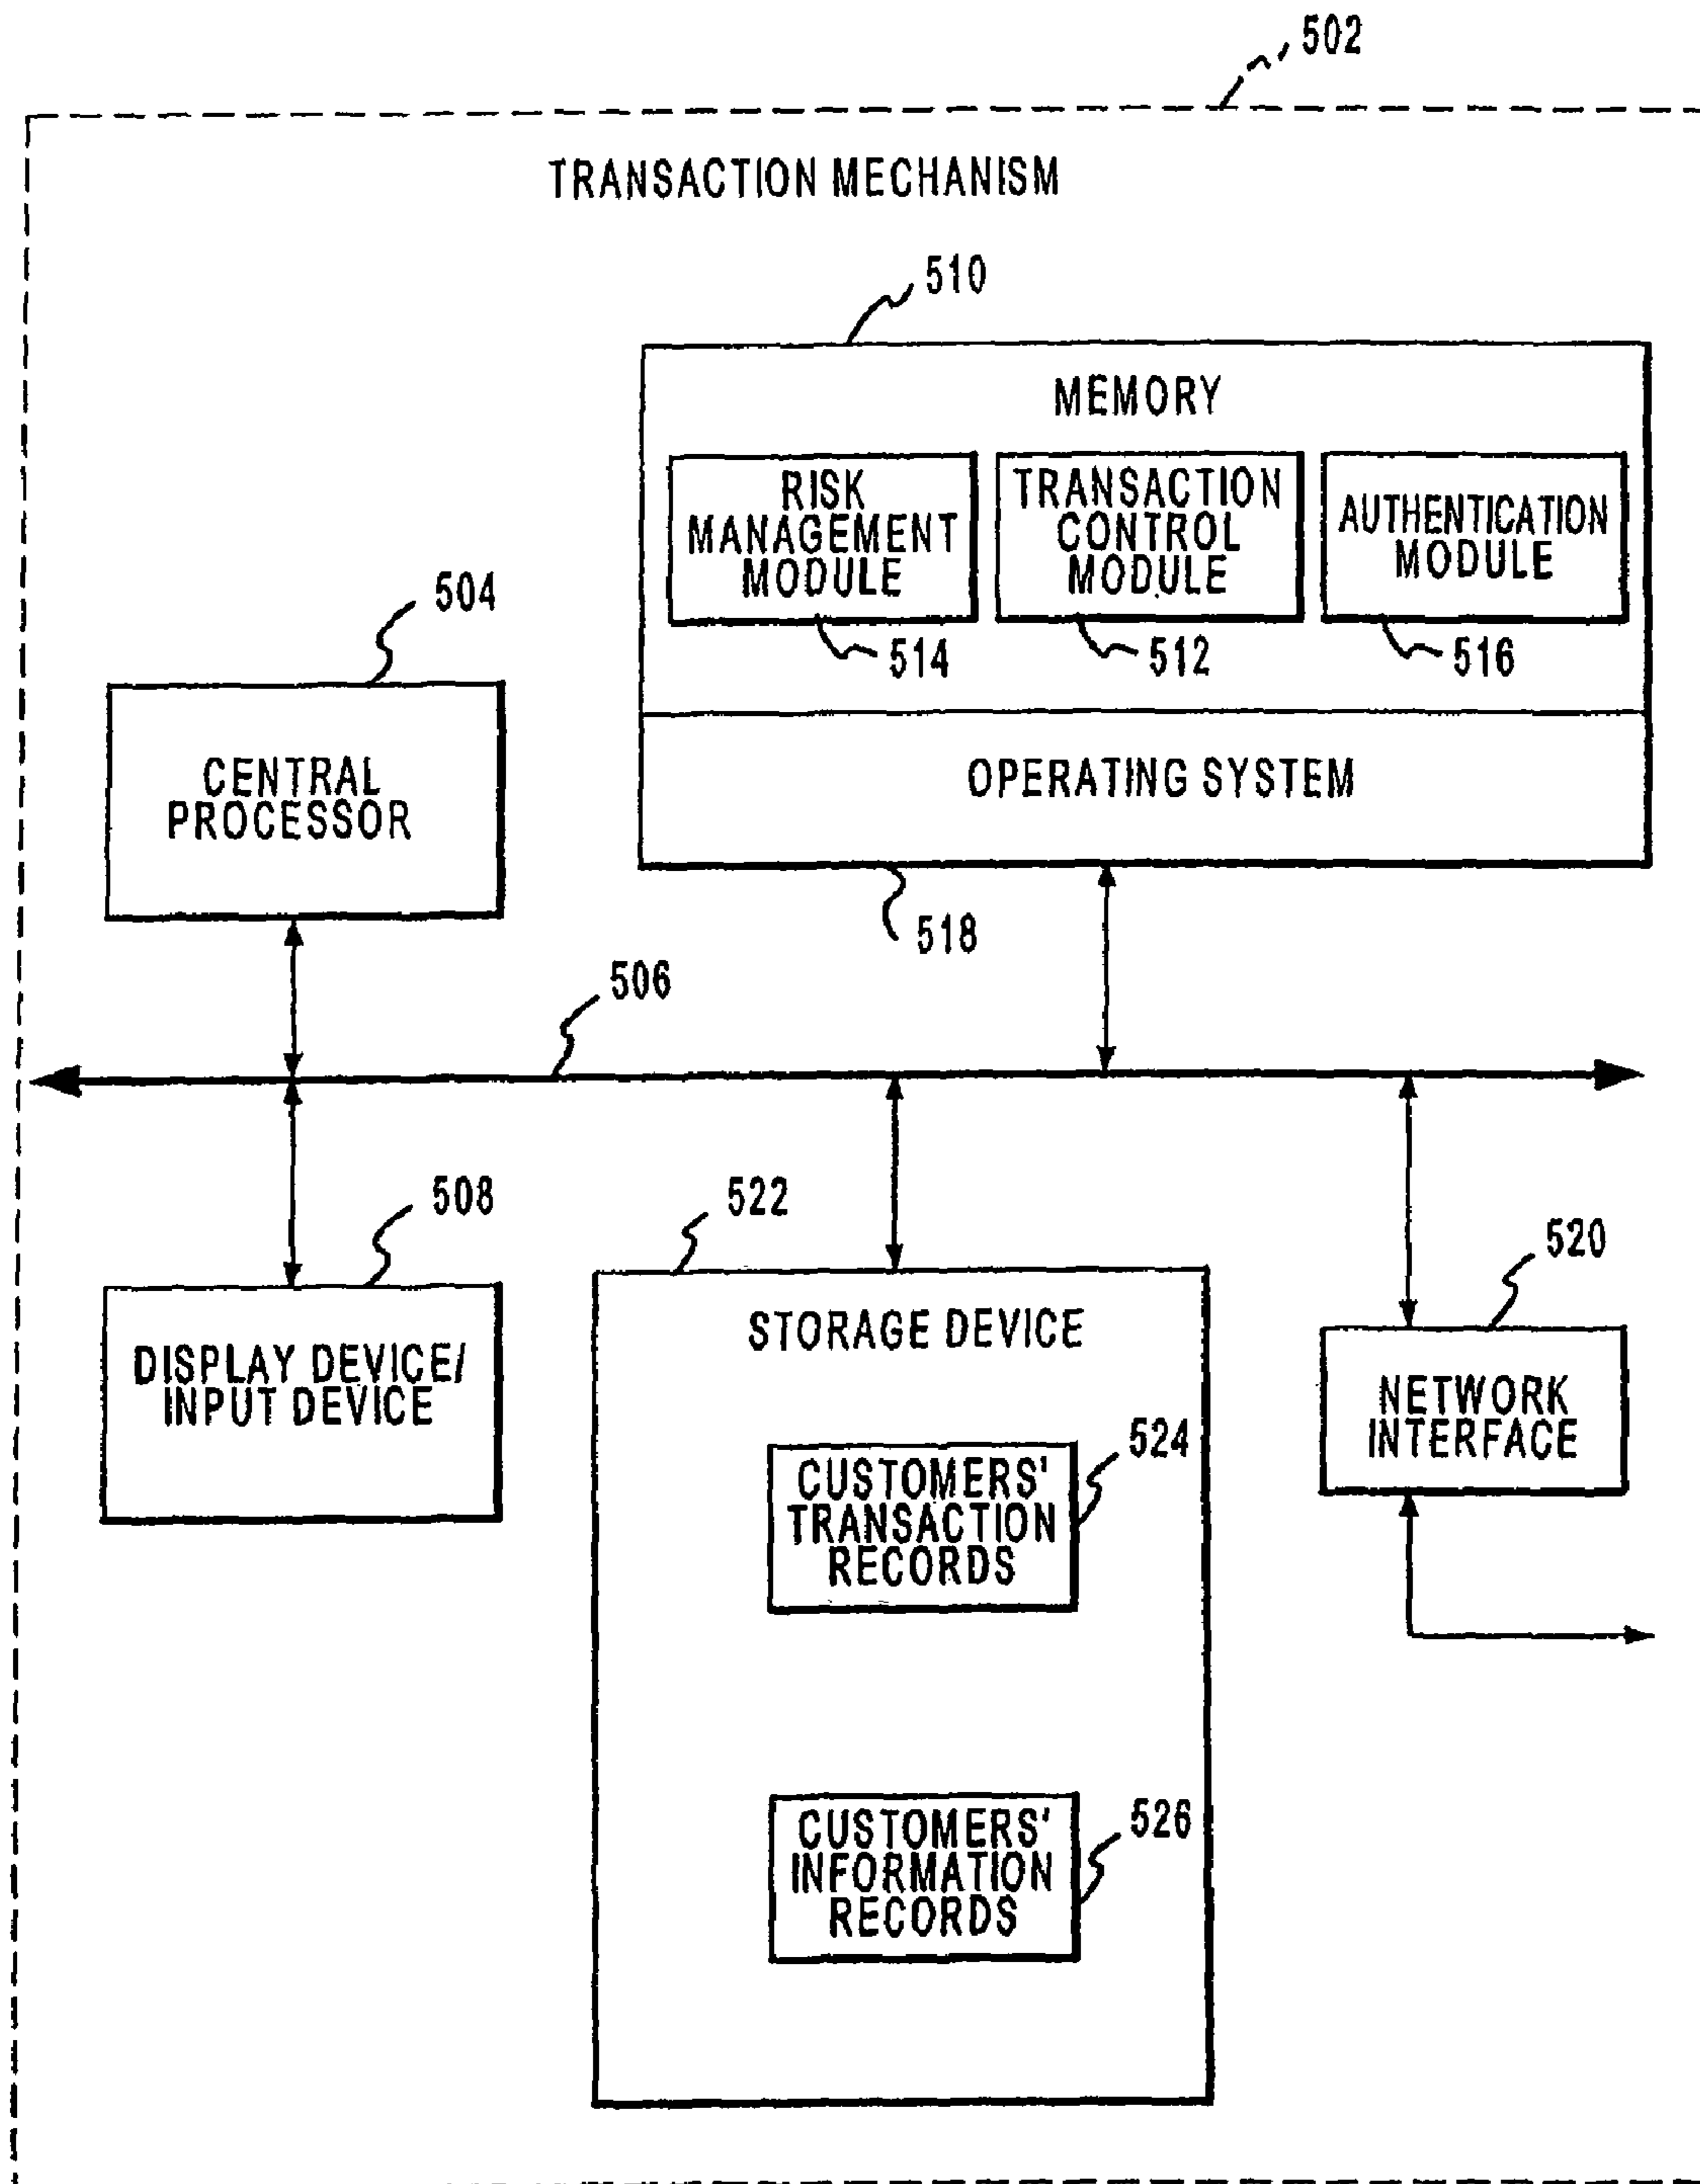 502
TRANSACTION MECHANISM
510
MEMORY
RISK
MANAGEMENT
MODULE
TRANSACTION
CONTROL
MODULE
AUTHENTICATION
MODULE
514
512
516
504
CENTRAL
PROCESSOR
OPERATING SYSTEM
518
506
508
522
520
DISPLAY DEVICE/
INPUT DEVICE
STORAGE DEVICE
NETWORK
INTERFACE
CUSTOMERS'
TRANSACTION
RECORDS
524
CUSTOMERS'
INFORMATION
RECORDS
526